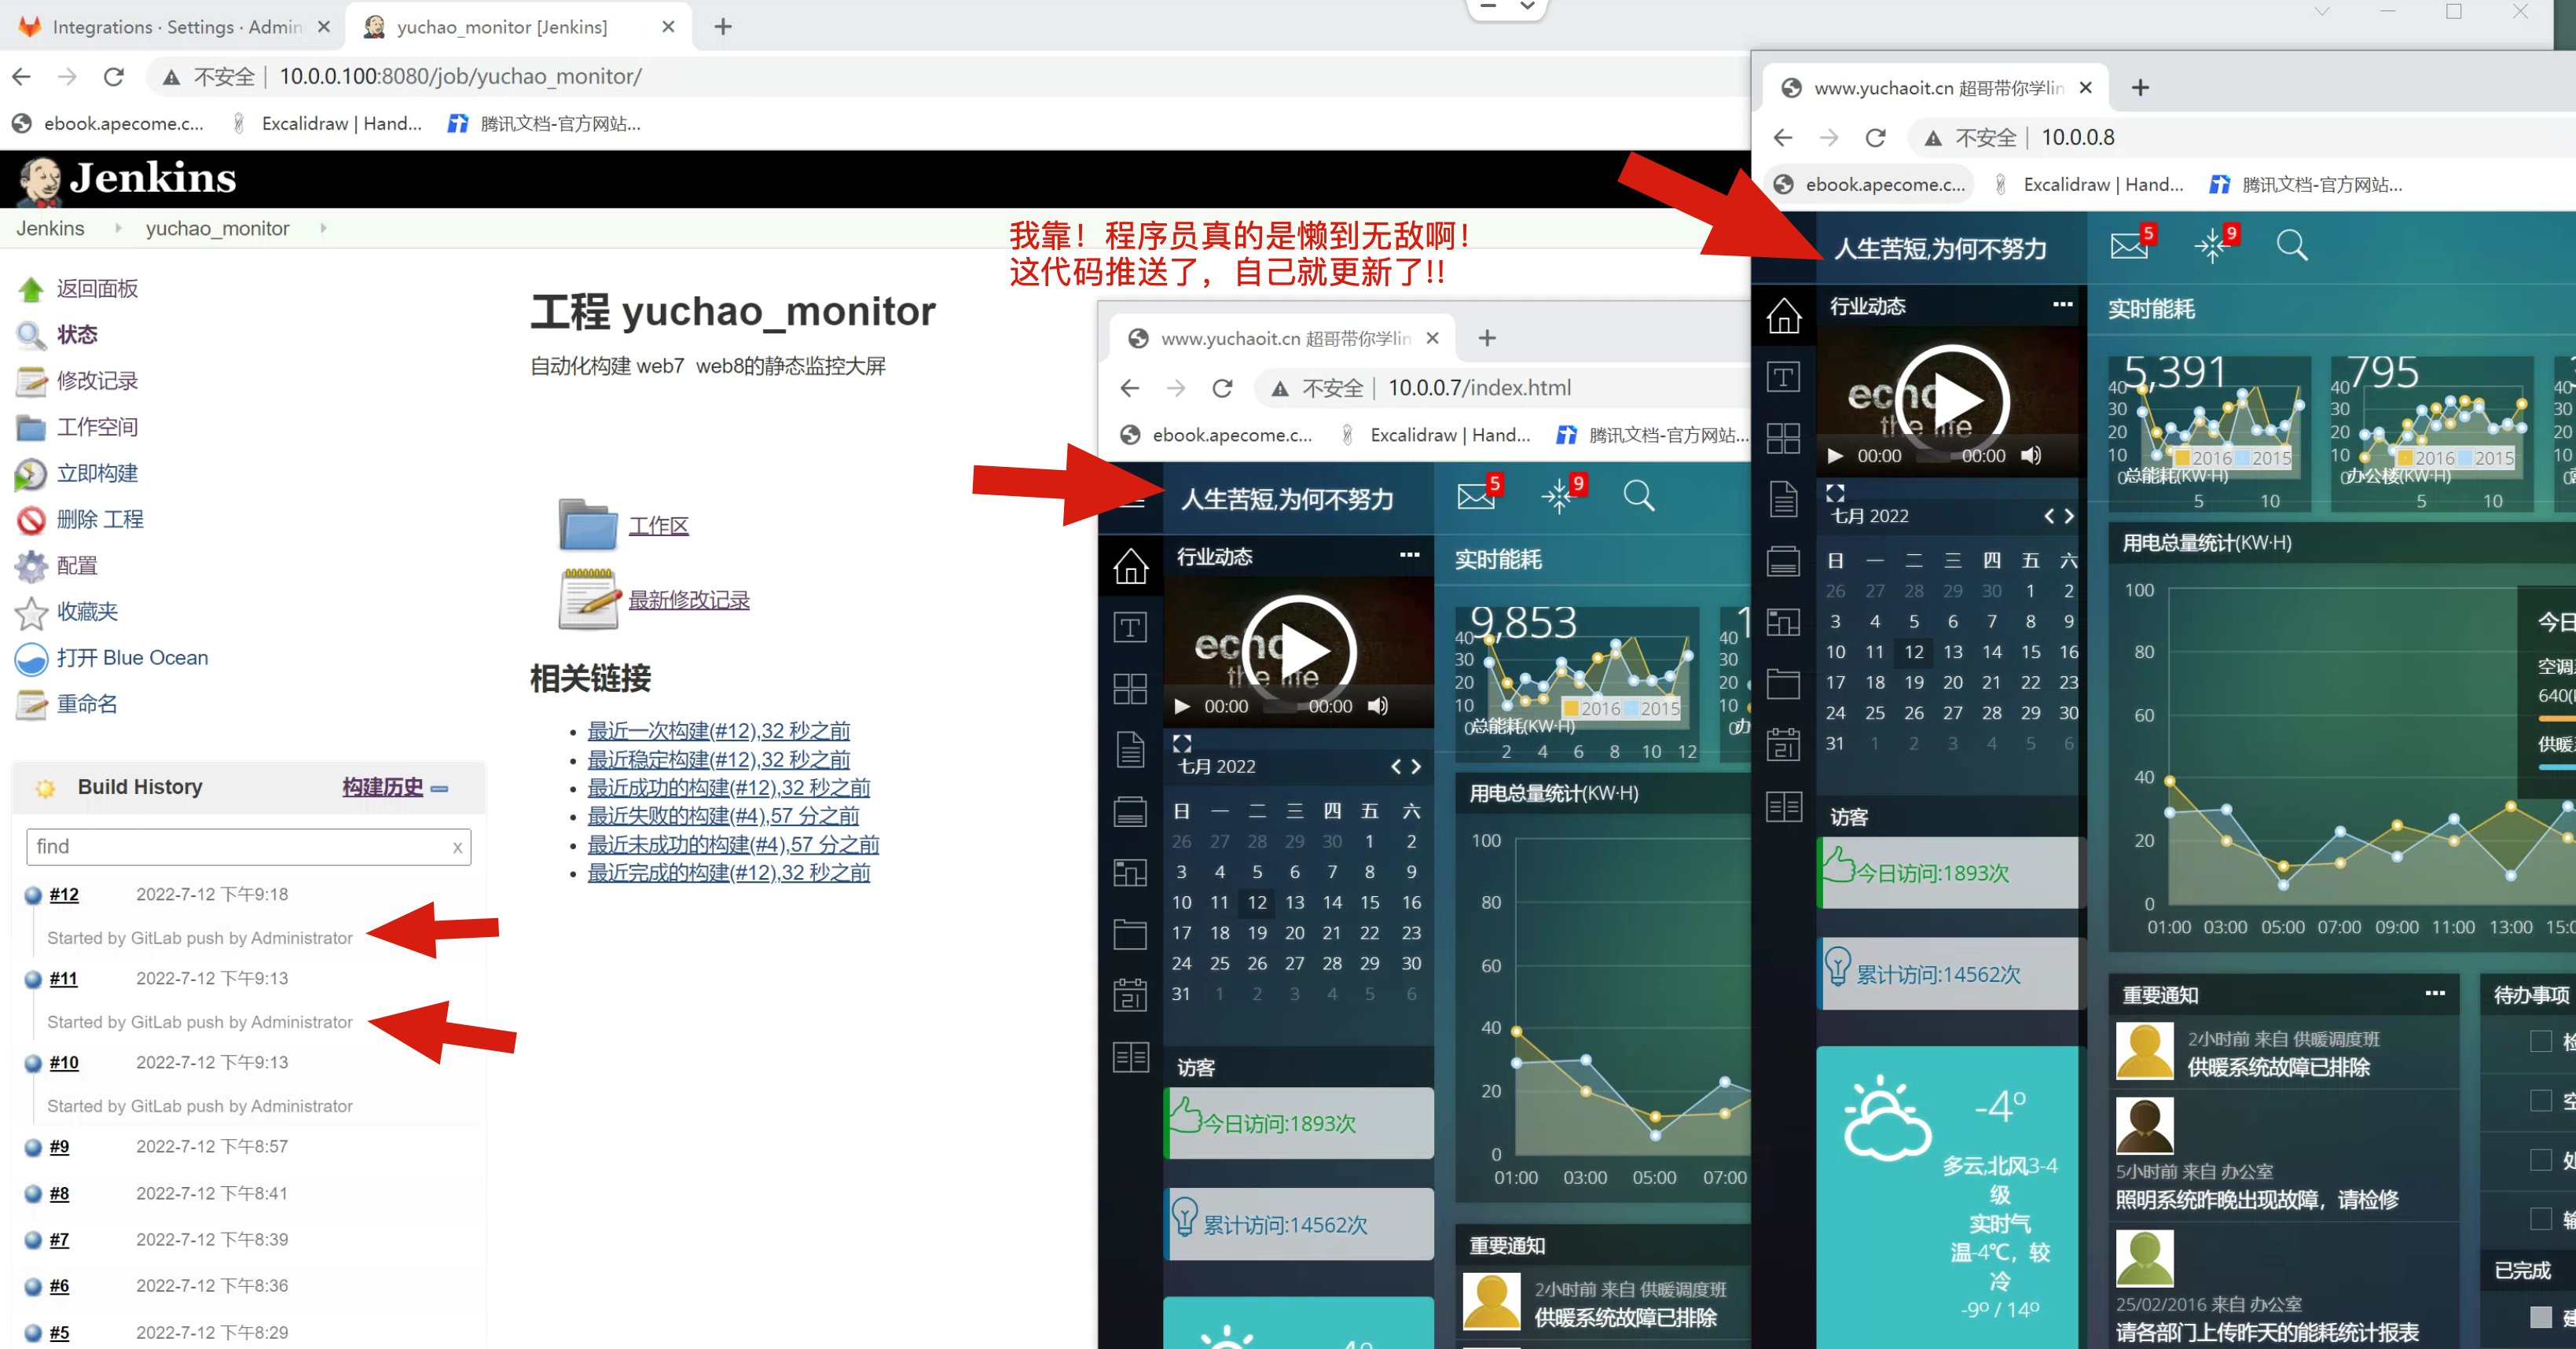 Integrations · Settings · Admin
yuchao_monitor [Jenkins]
不安全 | 10.0.0.100:8080/job/yuchao_monitor/
ebook.apecome.c...
Excalidraw | Hand...
腾讯文档-官方网站...
Jenkins
Jenkins
yuchao_monitor
返回面板
状态
修改记录
工作空间
立即构建
删除 工程
配置
收藏夹
打开 Blue Ocean
重命名
Build History
构建历史
find
x
#12 2022-7-12 下午9:18
Started by GitLab push by Administrator
#11 2022-7-12 下午9:13
Started by GitLab push by Administrator
#10 2022-7-12 下午9:13
Started by GitLab push by Administrator
#9 2022-7-12 下午8:57
#8 2022-7-12 下午8:41
#7 2022-7-12 下午8:39
#6 2022-7-12 下午8:36
#5 2022-7-12 下午8:29
工程 yuchao_monitor
自动化构建 web7 web8的静态监控大屏
工作区
最新修改记录
相关链接
最近一次构建(#12),32 秒之前
最近稳定构建(#12),32 秒之前
最近成功的构建(#12),32 秒之前
最近失败的构建(#4),57 分之前
最近未成功的构建(#4),57 分之前
最近完成的构建(#12),32 秒之前
我靠！程序员真的是懒到无敌啊！
这代码推送了，自己就更新了!!
www.yuchaoit.cn 超哥带你学lin
不安全 | 10.0.0.7/index.html
ebook.apecome.c...
Excalidraw | Hand...
腾讯文档-官方网站...
人生苦短,为何不努力
5
9
行业动态
echo
the life
00:00
00:00
七月 2022
日 一 二 三 四 五 六
26 27 28 29 30 1 2
3 4 5 6 7 8 9
10 11 12 13 14 15 16
17 18 19 20 21 22 23
24 25 26 27 28 29 30
31 1 2 3 4 5 6
21
访客
今日访问:1893次
累计访问:14562次
实时能耗
9,853
40
30
20
10
0
总能耗(KW·H)
2016 2015
2 4 6 8 10 12
40
30
20
10
0
用电总量统计(KW·H)
100
80
60
40
20
0
01:00 03:00 05:00 07:00
重要通知
2小时前 来自 供暖调度班
供暖系统故障已排除
www.yuchaoit.cn 超哥带你学lin
不安全 | 10.0.0.8
ebook.apecome.c...
Excalidraw | Hand...
腾讯文档-官方网站...
人生苦短,为何不努力
5
9
行业动态
echo
the life
00:00
00:00
七月 2022
日 一 二 三 四 五 六
26 27 28 29 30 1 2
3 4 5 6 7 8 9
10 11 12 13 14 15 16
17 18 19 20 21 22 23
24 25 26 27 28 29 30
31 1 2 3 4 5 6
21
访客
今日访问:1893次
累计访问:14562次
-4°
多云,北风3-4
级
实时气
温-4℃，较
冷
-9° / 14°
实时能耗
5,391
40
30
20
10
0
总能耗(KW·H)
2016 2015
5 10
795
40
30
20
10
0
办公楼(KW·H)
2016 2015
5 10
40
30
20
10
用电总量统计(KW·H)
100
80
60
40
20
0
01:00 03:00 05:00 07:00 09:00 11:00 13:00
今日
空调
640(
供暖
重要通知
2小时前 来自 供暖调度班
供暖系统故障已排除
5小时前 来自 办公室
照明系统昨晚出现故障，请检修
25/02/2016 来自 办公室
请各部门上传昨天的能耗统计报表
待办事项
已完成